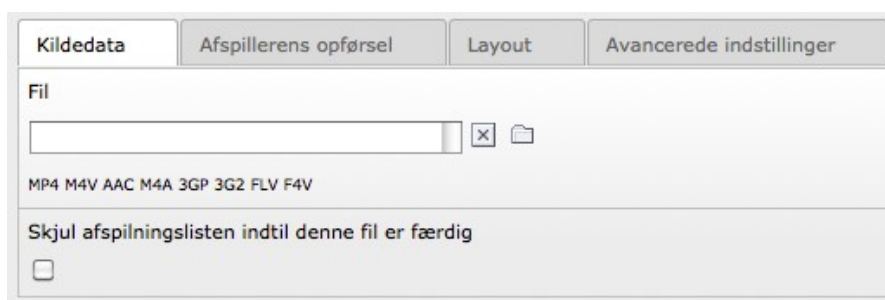 Kildedata Afspillerens opførsel Layout Avancerede indstillinger
Fil
MP4 M4V AAC M4A 3GP 3G2 FLV F4V
Skjul afspilningslisten indtil denne fil er færdig